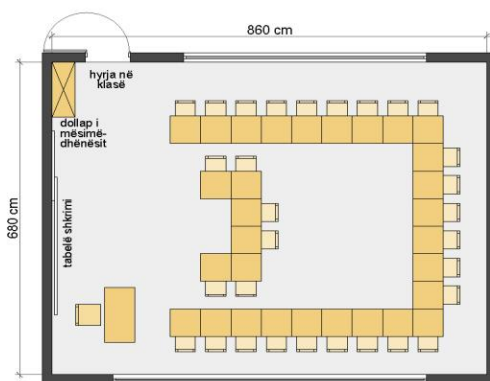 860 cm
hyrja në
klasë
dollap i
mësimë-
dhënësit
680 cm
tabelë shkrimi